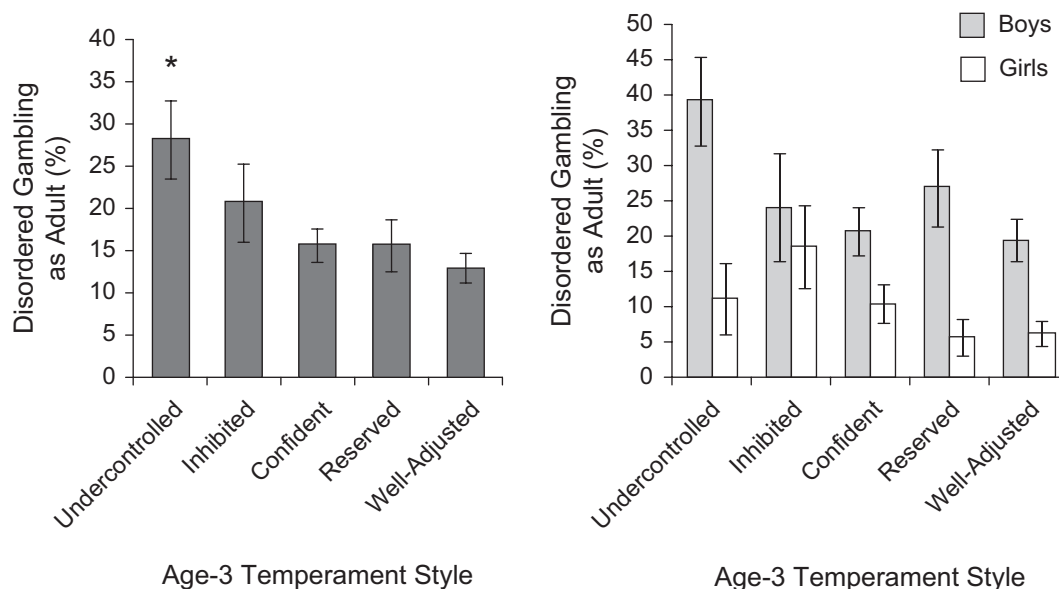 Disordered Gambling
as Adult (%)
40
35
30
25
20
15
10
5
0
*
Undercontrolled
Inhibited
Confident
Reserved
Well-Adjusted
Age-3 Temperament Style
Boys
Girls
Disordered Gambling
as Adult (%)
50
45
40
35
30
25
20
15
10
5
0
Undercontrolled
Inhibited
Confident
Reserved
Well-Adjusted
Age-3 Temperament Style